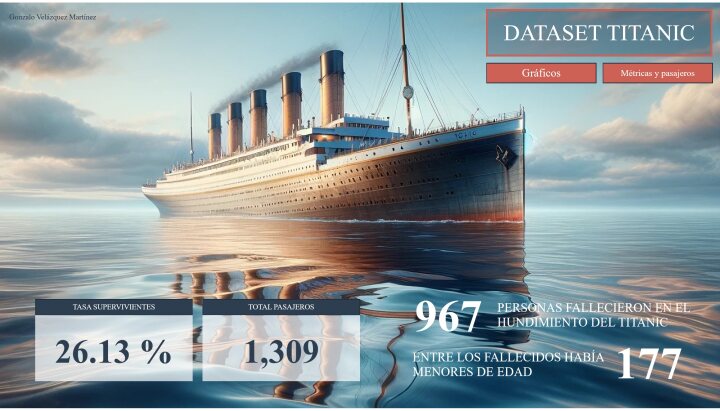 Gonzalo Velázquez Martínez
DATASET TITANIC
Gráficos
Métricas y pasajeros
TASA SUPERVIVIENTES
26.13 %
TOTAL PASAJEROS
1,309
967
PERSONAS FALLECIERON EN EL
HUNDIMIENTO DEL TITANIC
ENTRE LOS FALLECIDOS HABÍA
MENORES DE EDAD
177